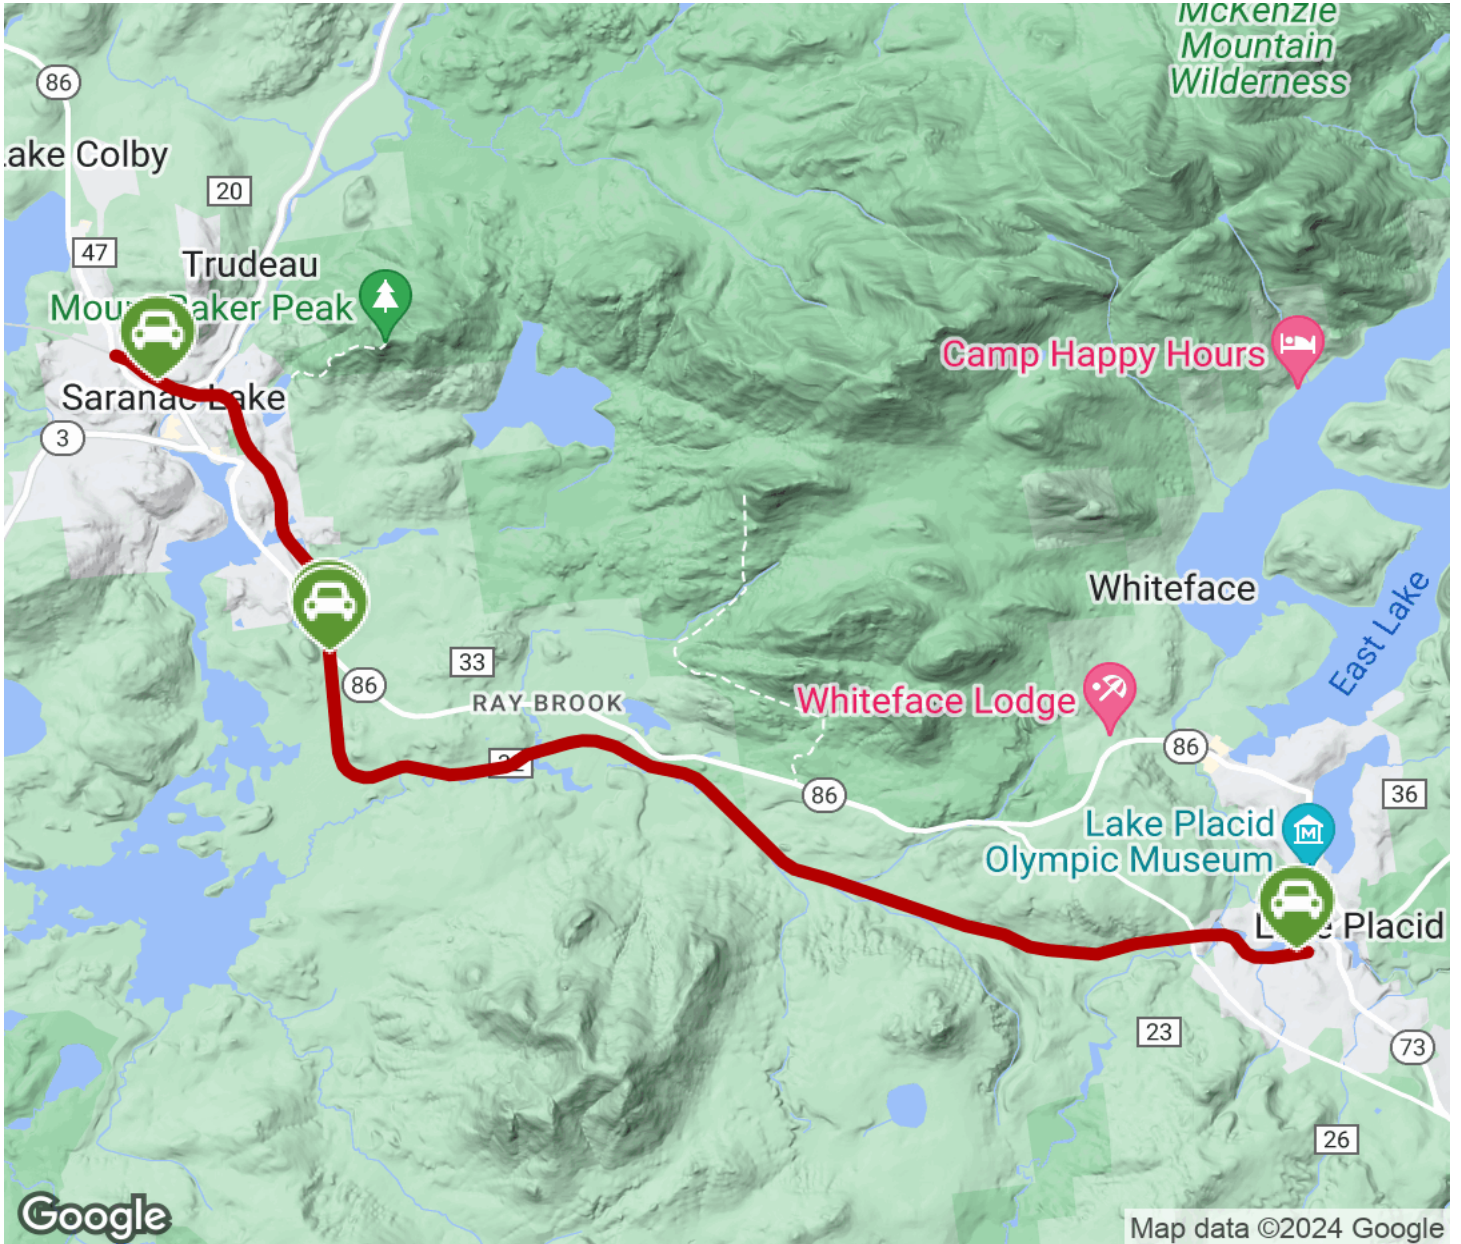 McKenzie
Mountain
Wilderness
86
ake Colby
20
47
Trudeau
Mou Baker Peak
Camp Happy Hours
Saranac Lake
3
Whiteface
East Lake
33
86
RAY BROOK
Whiteface Lodge
86
86
36
Lake Placid
Olympic Museum
L e Placid
23
73
26
Google
Map data ©2024 Google